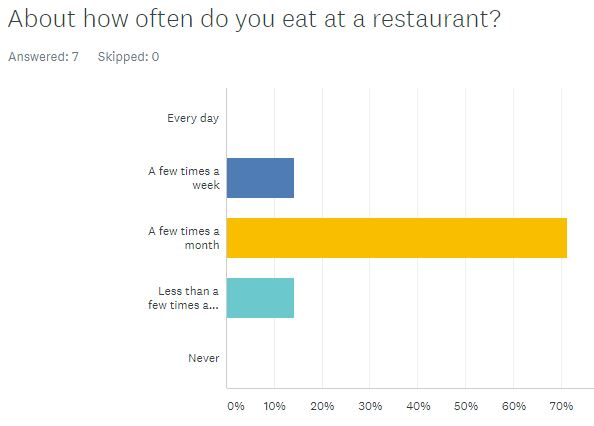 About how often do you eat at a restaurant?
Answered: 7 Skipped: 0
Every day
A few times a
week
A few times a
month
Less than a
few times a...
Never
0% 10% 20% 30% 40% 50% 60% 70%